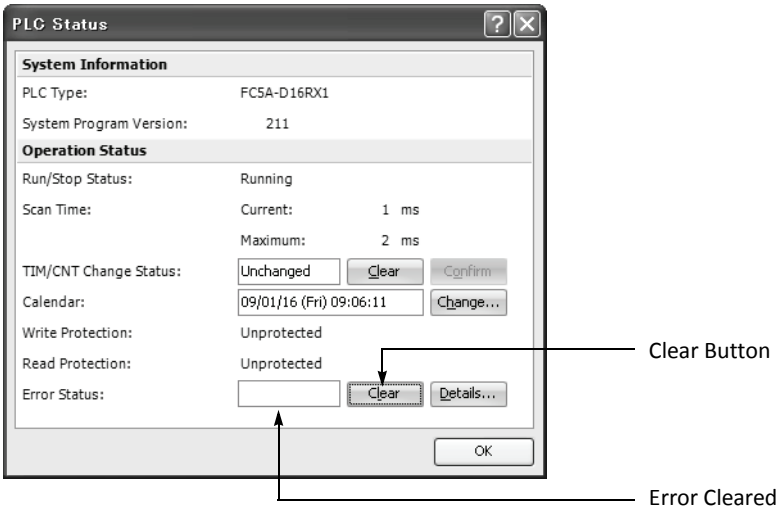 PLC Status
System Information
PLC Type: FC5A-D16RX1
System Program Version: 211
Operation Status
Run/Stop Status: Running
Scan Time: Current: 1 ms
Maximum: 2 ms
TIM/CNT Change Status: Unchanged Clear Confirm
Calendar: 09/01/16 (Fri) 09:06:11 Change...
Write Protection: Unprotected
Clear Button
Read Protection: Unprotected
Error Status: Clear Details...
OK
Error Cleared